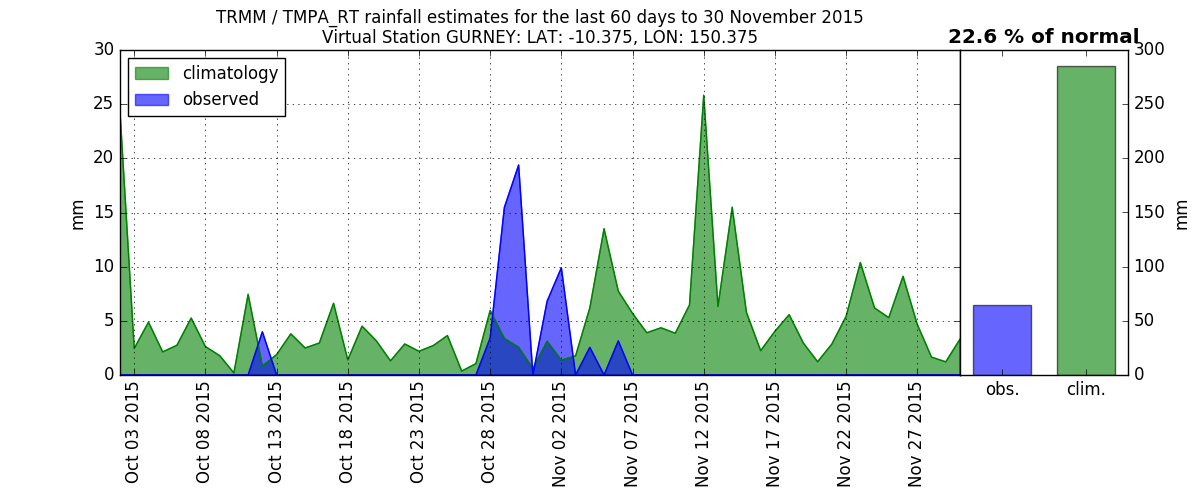 TRMM / TMPA_RT rainfall estimates for the last 60 days to 30 November 2015
Virtual Station GURNEY: LAT: -10.375, LON: 150.375
22.6 % of normal
climatology
observed
30
25
20
15
10
5
0
mm
Oct 03 2015
Oct 08 2015
Oct 13 2015
Oct 18 2015
Oct 23 2015
Oct 28 2015
Nov 02 2015
Nov 07 2015
Nov 12 2015
Nov 17 2015
Nov 22 2015
Nov 27 2015
obs.
clim.
300
250
200
150
100
50
0
mm